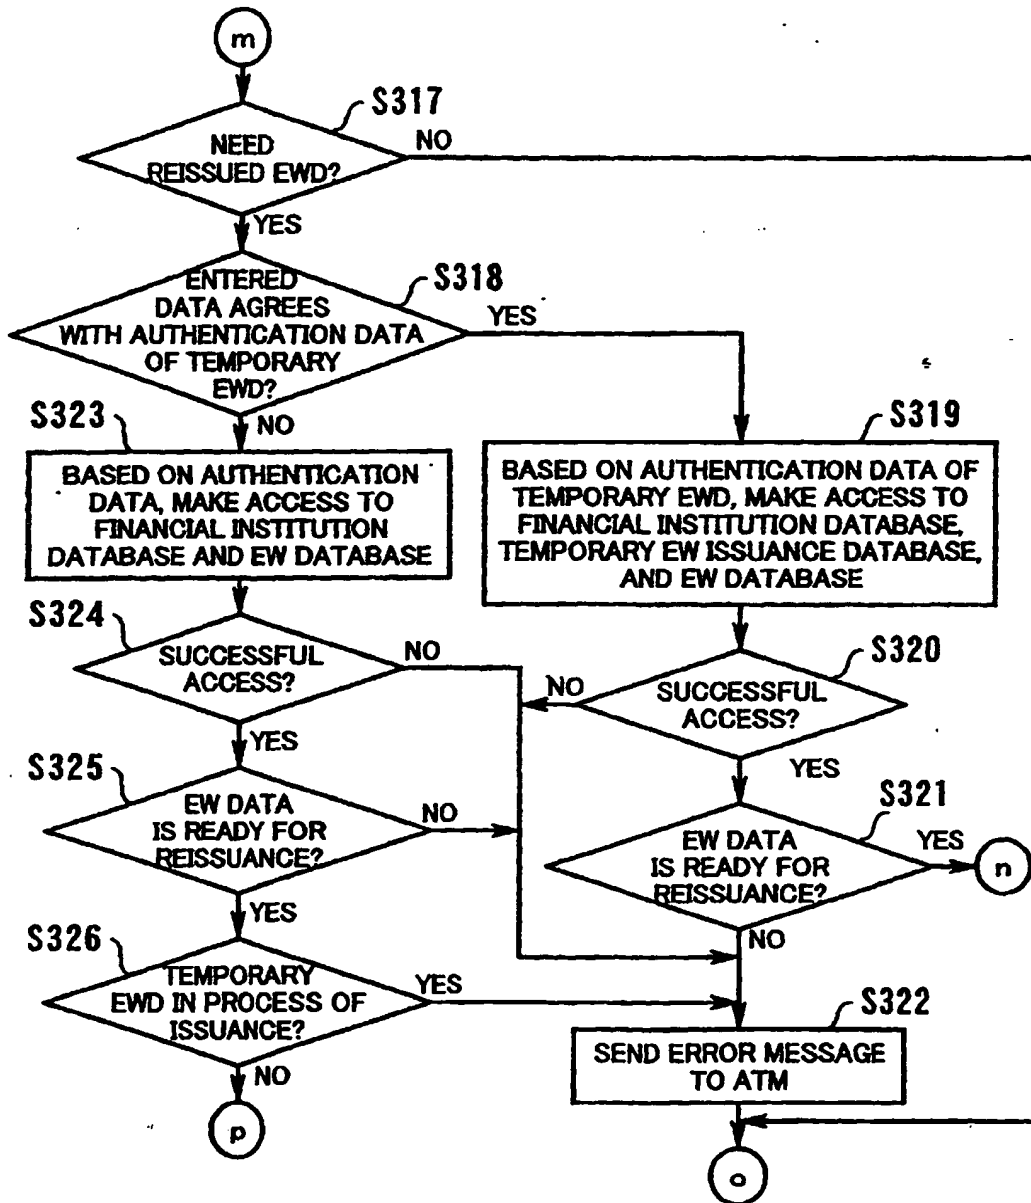 m
S317
NEED
REISSUED EWD?
NO
YES
S318
ENTERED
DATA AGREES
WITH AUTHENTICATION DATA
OF TEMPORARY
EWD?
YES
NO
S323
BASED ON AUTHENTICATION
DATA, MAKE ACCESS TO
FINANCIAL INSTITUTION
DATABASE AND EW DATABASE
S319
BASED ON AUTHENTICATION DATA OF
TEMPORARY EWD, MAKE ACCESS TO
FINANCIAL INSTITUTION DATABASE,
TEMPORARY EW ISSUANCE DATABASE,
AND EW DATABASE
S324
SUCCESSFUL
ACCESS?
NO
YES
S320
SUCCESSFUL
ACCESS?
NO
YES
S325
EW DATA
IS READY FOR
REISSUANCE?
NO
YES
S321
EW DATA
IS READY FOR
REISSUANCE?
YES
n
NO
S326
TEMPORARY
EWD IN PROCESS OF
ISSUANCE?
YES
NO
p
S322
SEND ERROR MESSAGE
TO ATM
o